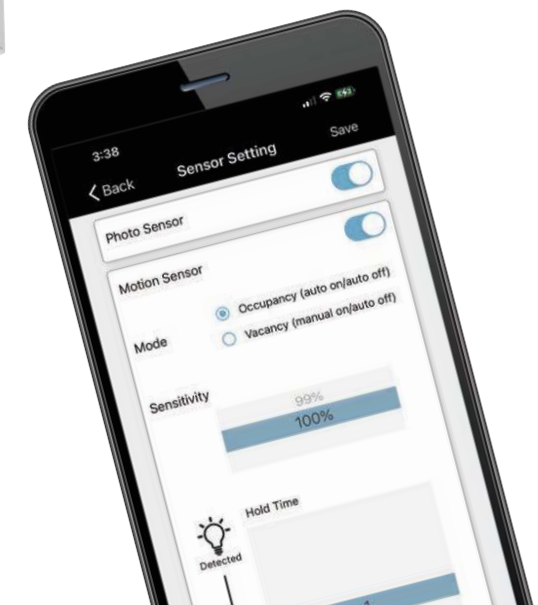 3:38
Back
Sensor Setting
Save
Photo Sensor
Motion Sensor
Mode
Occupancy (auto on/auto off)
Vacancy (manual on/auto off)
Sensitivity
99%
100%
Hold Time
Detected